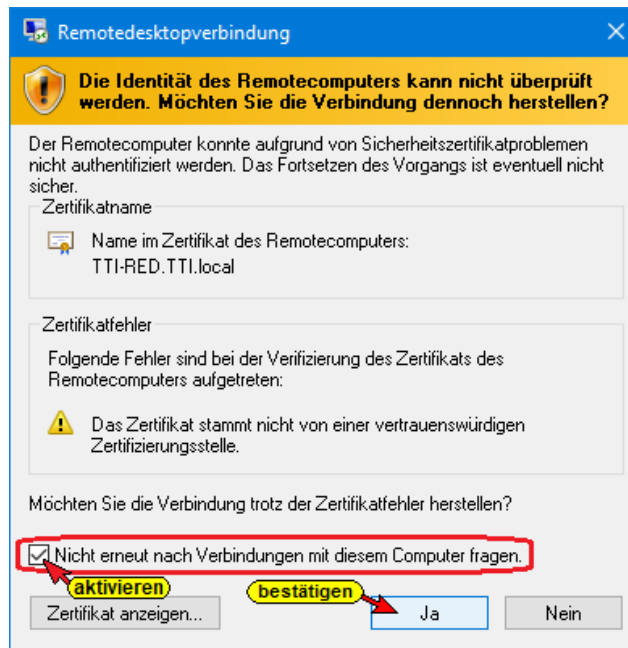 Remotedesktopverbindung
Die Identität des Remotecomputers kann nicht überprüft
werden. Möchten Sie die Verbindung dennoch herstellen?
Der Remotecomputer konnte aufgrund von Sicherheitszertifikatproblemen
nicht authentifiziert werden. Das Fortsetzen des Vorgangs ist eventuell nicht
sicher.
Zertifikatname
Name im Zertifikat des Remotecomputers:
TTI-RED.TTI.local
Zertifikatfehler
Folgende Fehler sind bei der Verifizierung des Zertifikats des
Remotecomputers aufgetreten:
Das Zertifikat stammt nicht von einer vertrauenswürdigen
Zertifizierungsstelle.
Möchten Sie die Verbindung trotz der Zertifikatfehler herstellen?
Nicht erneut nach Verbindungen mit diesem Computer fragen.
aktivieren
bestätigen
Zertifikat anzeigen...
Ja
Nein